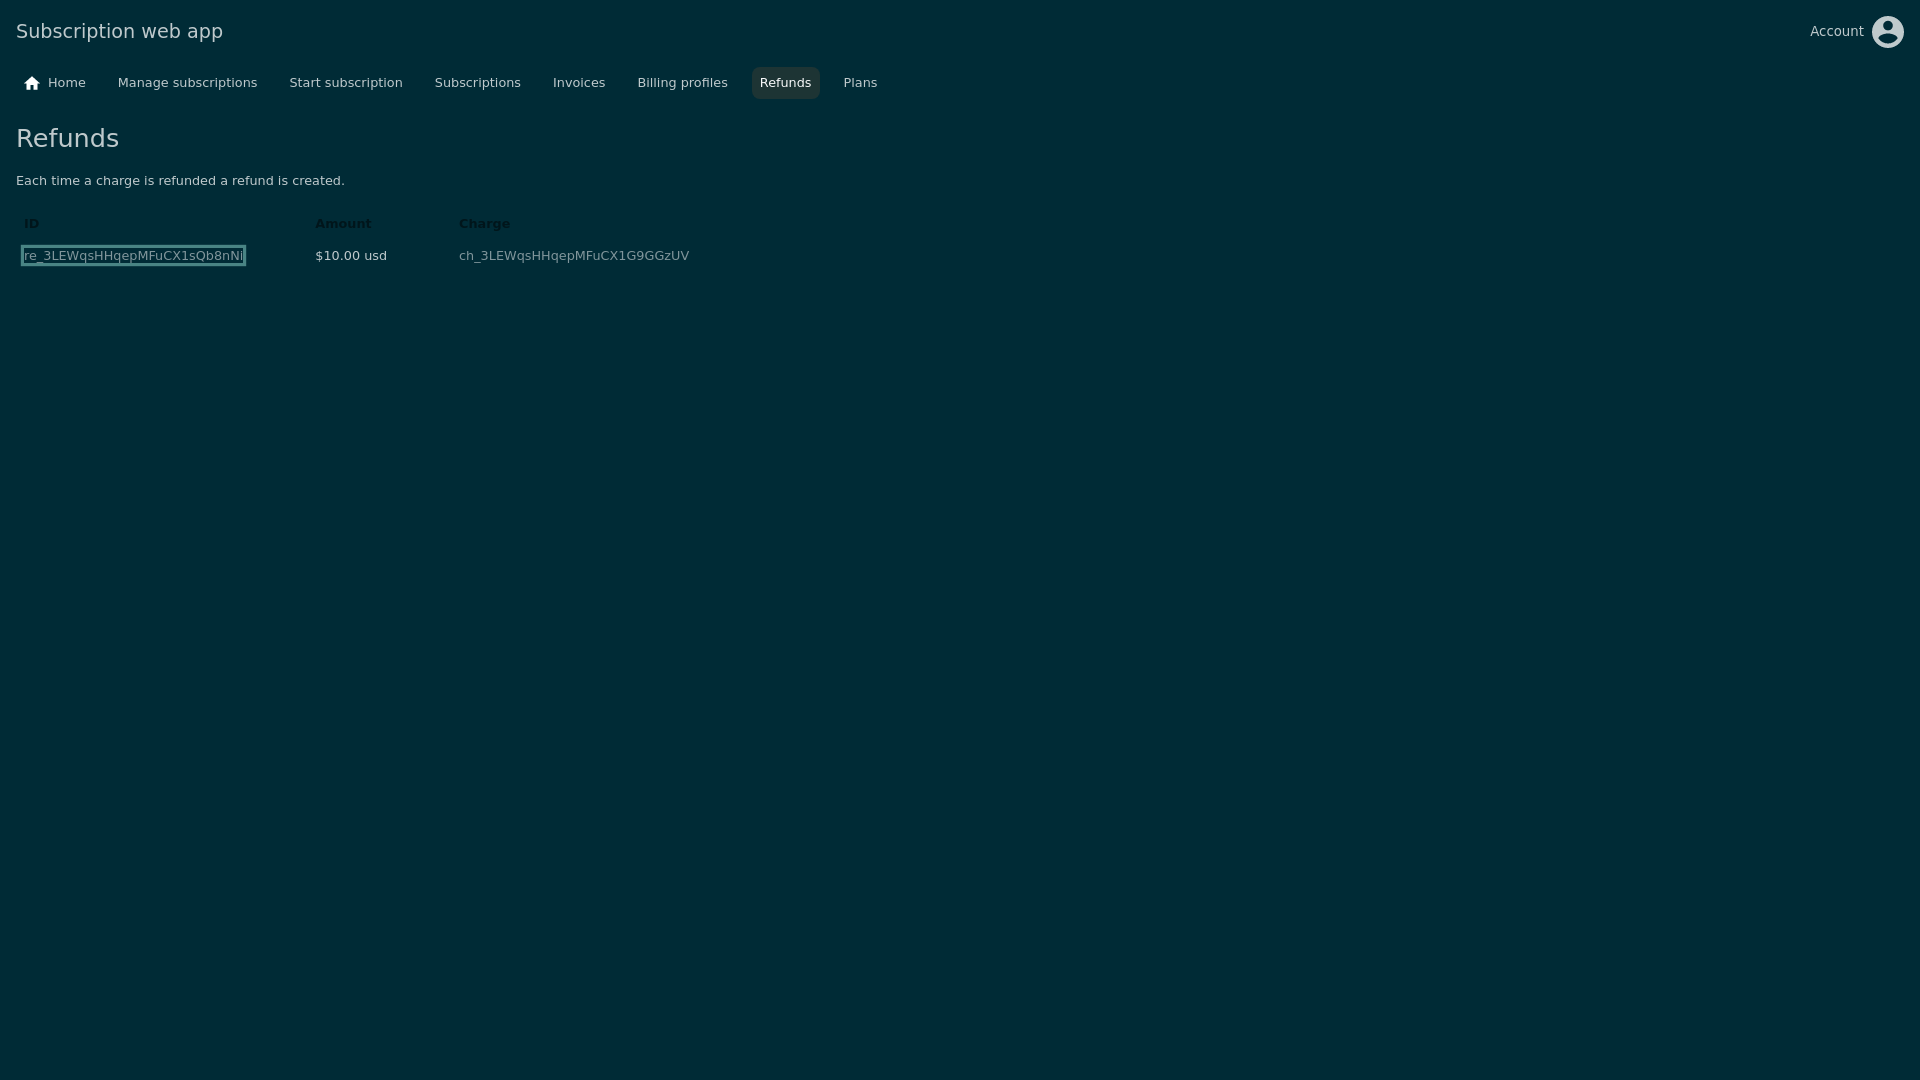 Subscription web app
Account
Home Manage subscriptions Start subscription Subscriptions Invoices Billing profiles Refunds Plans
Refunds
Each time a charge is refunded a refund is created.
ID Amount Charge
re_3LEWqsHHqepMFuCX1sQb8nNi $10.00 usd ch_3LEWqsHHqepMFuCX1G9GGzUV